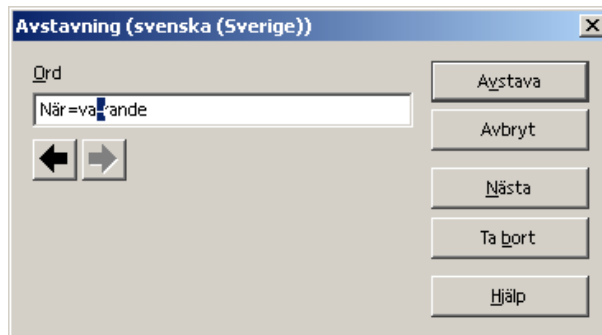 Avstavning (svenska (Sverige))
Ord
När=va-rande
Avstava
Avbryt
Nästa
Ta bort
Hjälp